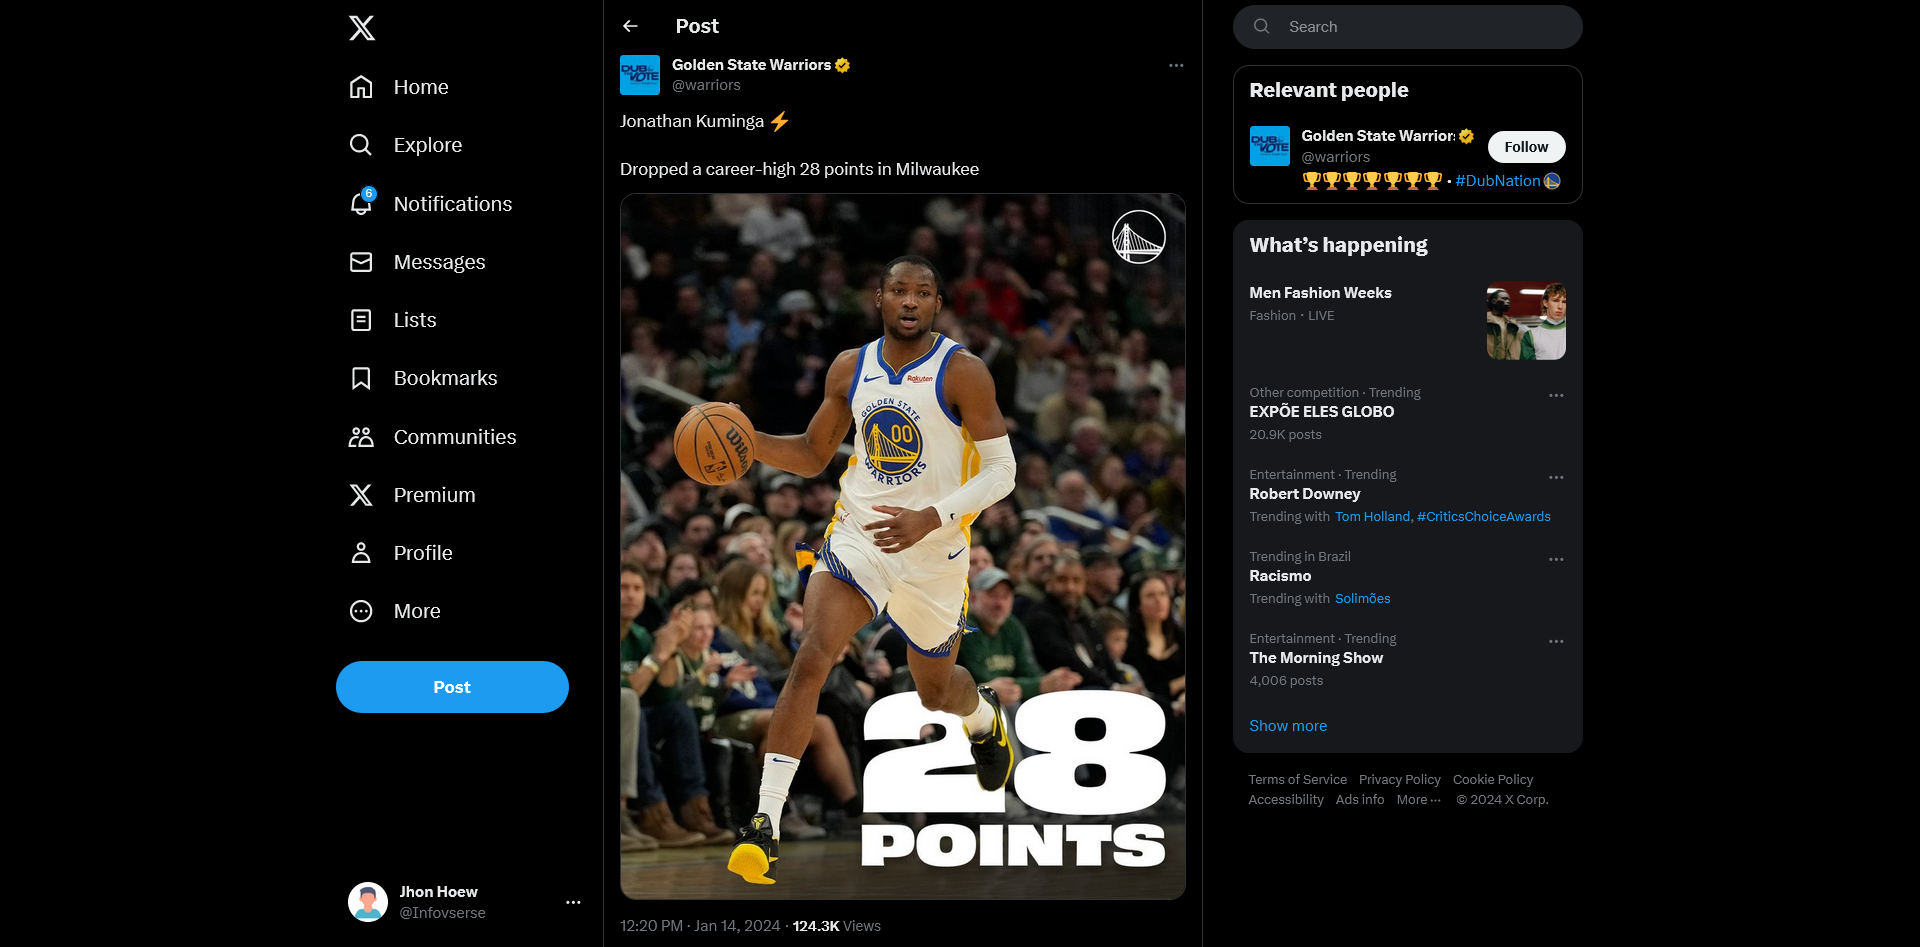 Home
Explore
6
Notifications
Messages
Lists
Bookmarks
Communities
Premium
Profile
More
Post
Jhon Hoew
@Infovserse
Post
DUB
THE
VOTE
Golden State Warriors
@warriors
Jonathan Kuminga ⚡
Dropped a career-high 28 points in Milwaukee
Rakuten
GOLDEN STATE
00
WARRIORS
Wilson
28
POINTS
12:20 PM · Jan 14, 2024 · 124.3K Views
Search
Relevant people
DUB
THE
VOTE
Golden State Warriors
@warriors
Follow
🏆🏆🏆🏆🏆🏆🏆 • #DubNation
What’s happening
Men Fashion Weeks
Fashion · LIVE
Other competition · Trending
EXPÕE ELES GLOBO
20.9K posts
Entertainment · Trending
Robert Downey
Trending with Tom Holland, #CriticsChoiceAwards
Trending in Brazil
Racismo
Trending with Solimões
Entertainment · Trending
The Morning Show
4,006 posts
Show more
Terms of Service Privacy Policy Cookie Policy
Accessibility Ads info More ··· © 2024 X Corp.